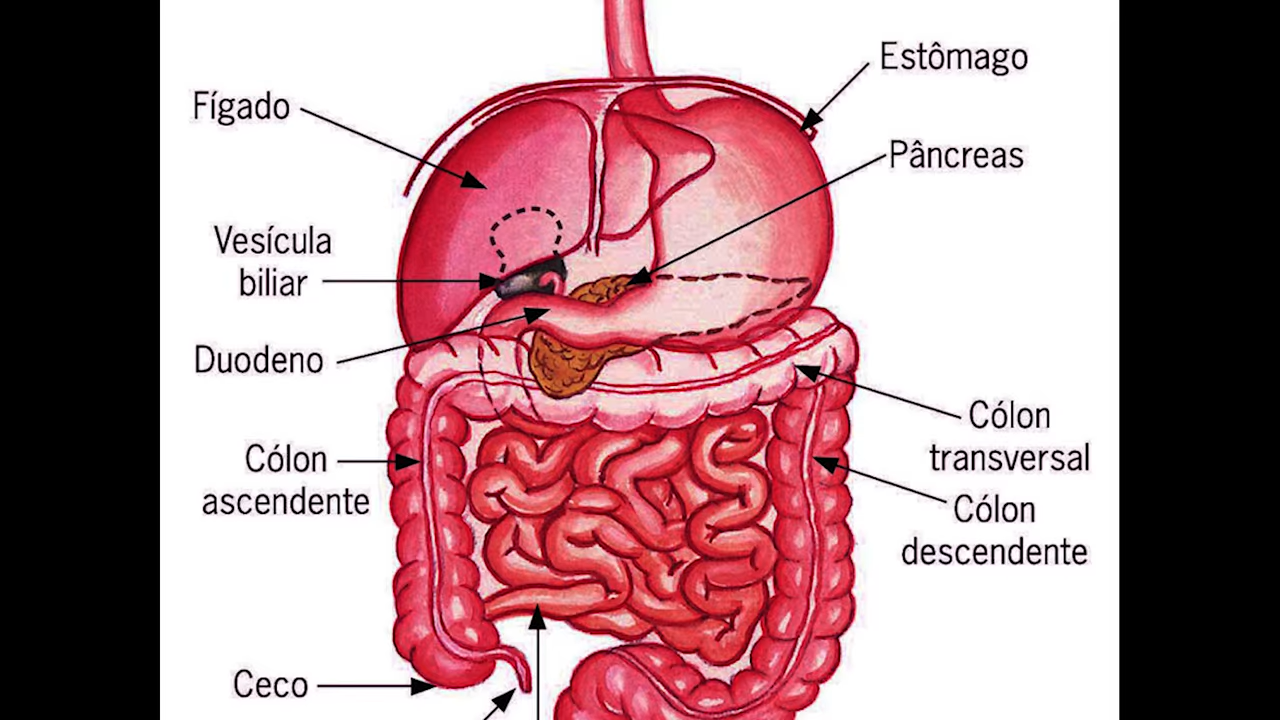 Estômago
Fígado
Pâncreas
Vesícula
biliar
Duodeno
Cólon
transversal
Cólon
ascendente
Cólon
descendente
Ceco